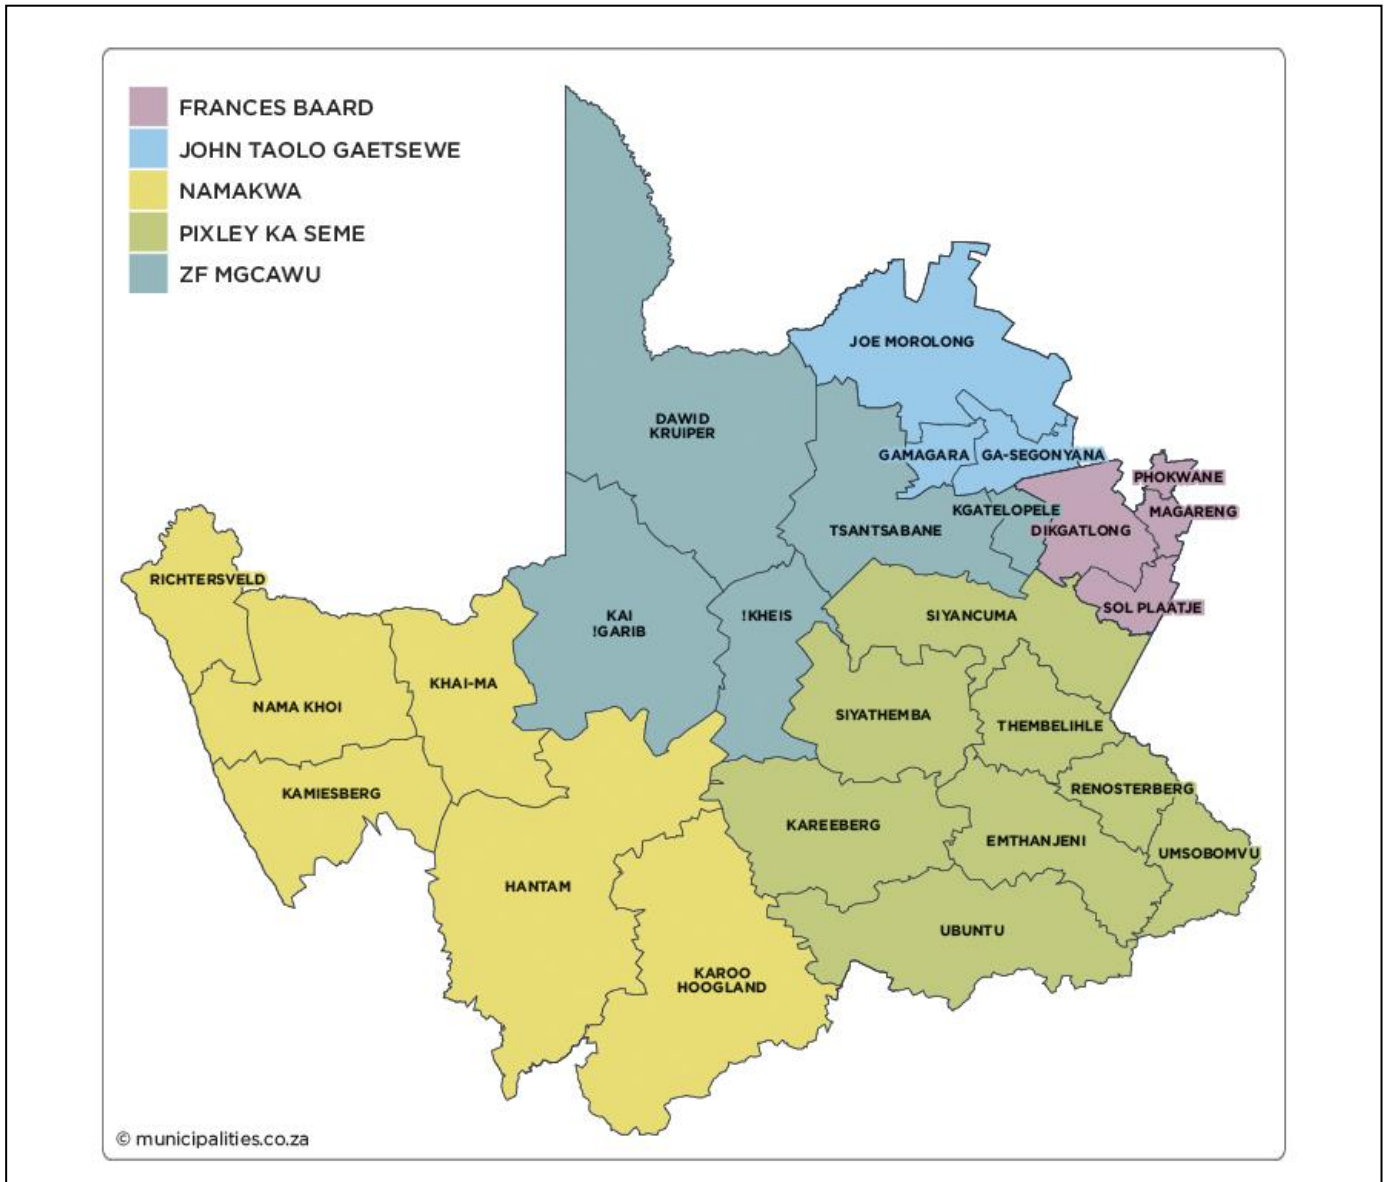 FRANCES BAARD
JOHN TAOLO GAETSEWE
NAMAKWA
PIXLEY KA SEME
ZF MGCAWU
JOE MOROLONG
DAWID
KRUIPER
GAMAGARA
GA-SEGONYANA
PHOKWANE
KGATELOPELE
MAGARENG
TSANTSABANE
DIKGATLONG
RICHTERSVELD
SOL PLAATJE
KAI
!GARIB
!KHEIS
SIYANCUMA
KHAI-MA
NAMA KHOI
SIYATHEMBA
THEMBELIHLE
KAMIESBERG
RENOSTERBERG
KAREEBERG
EMTHANJENI
UMSOBOMVU
HANTAM
UBUNTU
KAROO
HOOGLAND
© municipalities.co.za